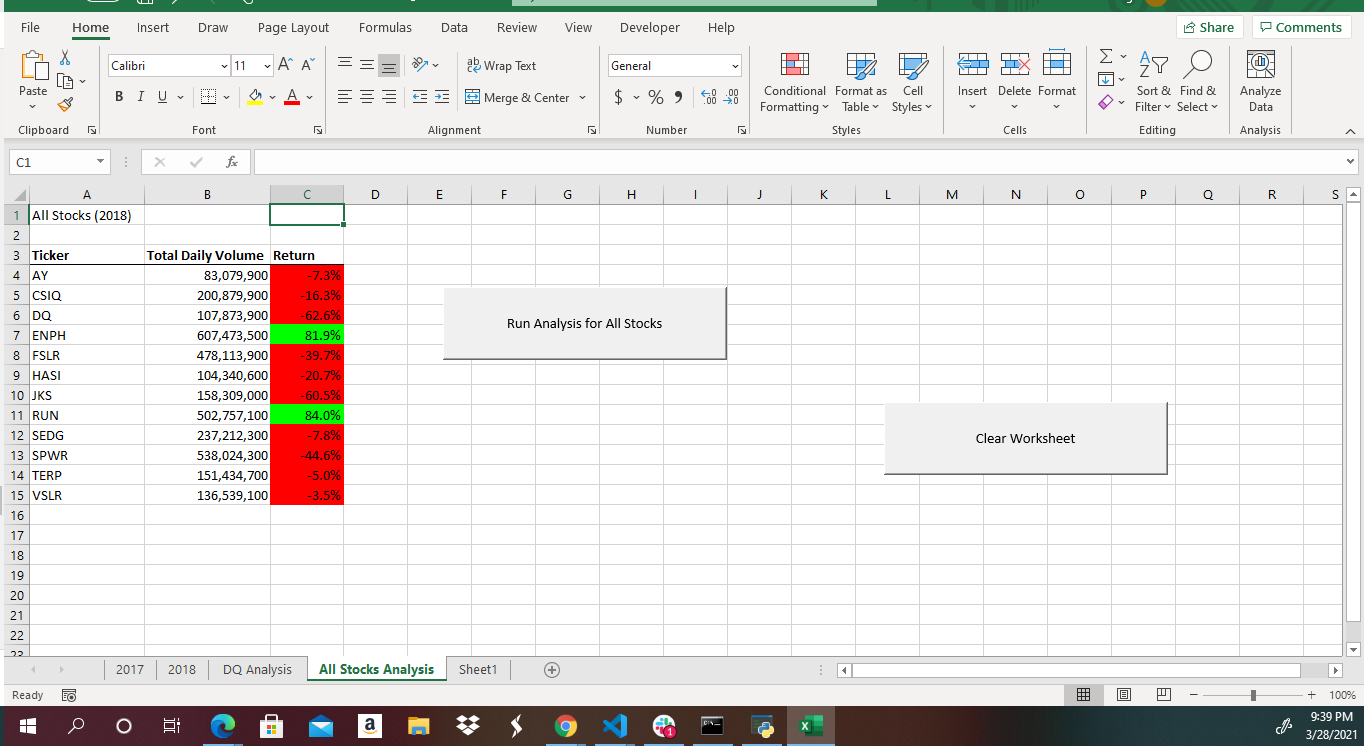 File Home Insert Draw Page Layout Formulas Data Review View Developer Help Share Comments
Calibri 11 A A ab Wrap Text General
Paste B I U A Merge & Center $ % 9 .00 Conditional Formatting Format as Table Cell Styles Insert Delete Format Sort & Filter Find & Select Analyze Data
Clipboard Font Alignment Number Styles Cells Editing Analysis
C1 fx
A B C D E F G H I J K L M N O P Q R S
1 All Stocks (2018)
2
3 Ticker Total Daily Volume Return
4 AY 83,079,900 -7.3%
5 CSIQ 200,879,900 -16.3%
6 DQ 107,873,900 -62.6%
7 ENPH 607,473,500 81.9%
8 FSLR 478,113,900 -39.7%
9 HASI 104,340,600 -20.7%
10 JKS 158,309,000 -60.5%
11 RUN 502,757,100 84.0%
12 SEDG 237,212,300 -7.8%
13 SPWR 538,024,300 -44.6%
14 TERP 151,434,700 -5.0%
15 VSLR 136,539,100 -3.5%
16
17
18
19
20
21
22
23
Run Analysis for All Stocks
Clear Worksheet
2017 2018 DQ Analysis All Stocks Analysis Sheet1
Ready 100%
9:39 PM
3/28/2021